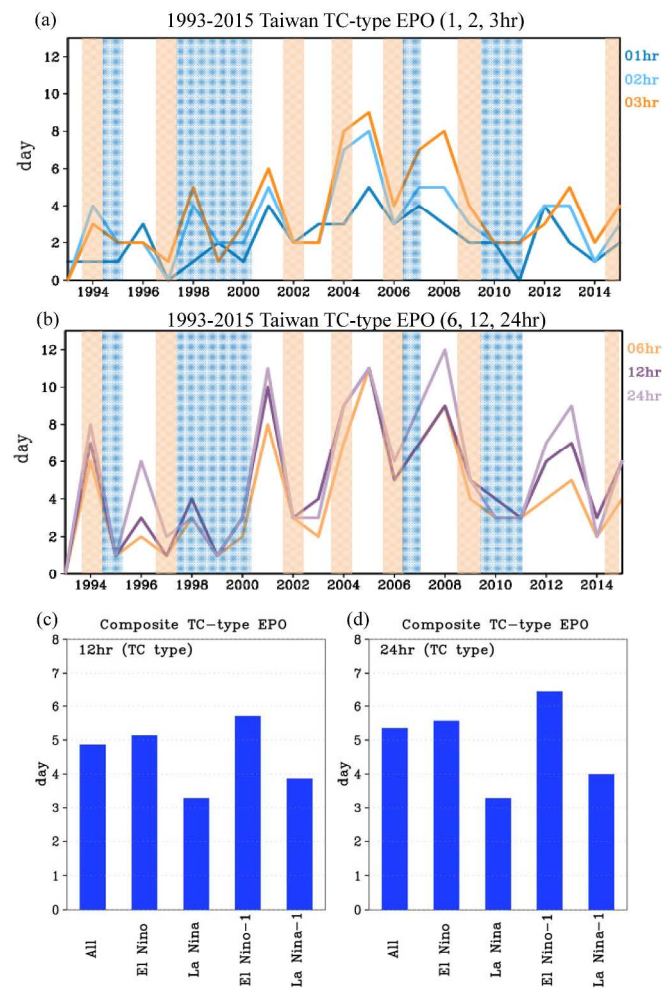 (a) 1993-2015 Taiwan TC-type EPO (1, 2, 3hr)
12
10
8
6
4
2
0
day
01hr
02hr
03hr
1994 1996 1998 2000 2002 2004 2006 2008 2010 2012 2014
(b) 1993-2015 Taiwan TC-type EPO (6, 12, 24hr)
12
10
8
6
4
2
0
day
06hr
12hr
24hr
1994 1996 1998 2000 2002 2004 2006 2008 2010 2012 2014
(c) Composite TC-type EPO
12hr (TC type)
8
7
6
5
4
3
2
1
0
day
All
El Nino
La Nina
El Nino-1
La Nina-1
(d) Composite TC-type EPO
24hr (TC type)
8
7
6
5
4
3
2
1
0
day
All
El Nino
La Nina
El Nino-1
La Nina-1